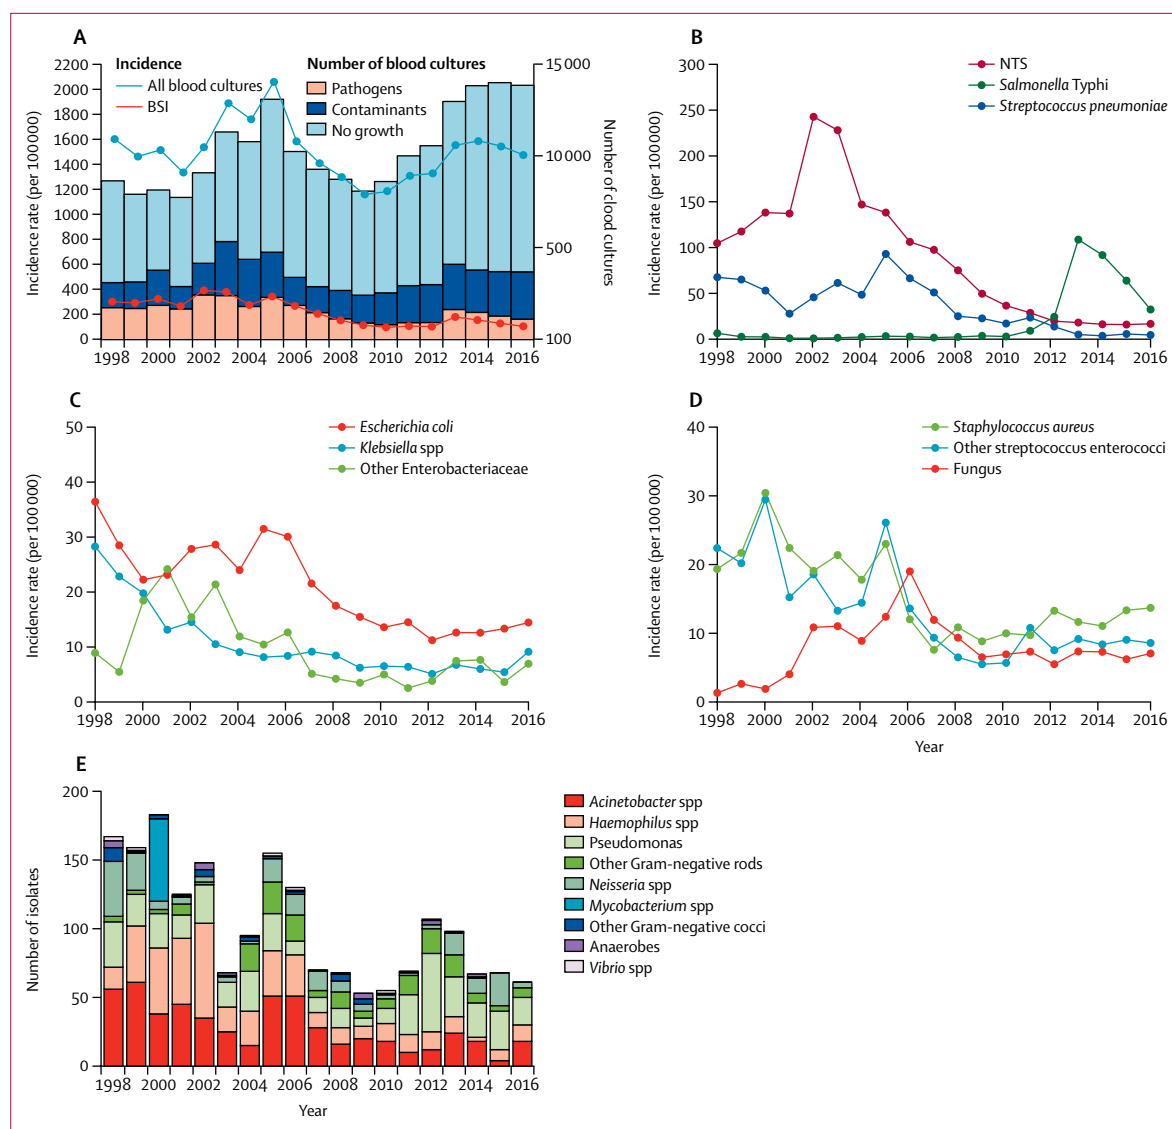 A
Incidence
All blood cultures
BSI
Number of blood cultures
Pathogens
Contaminants
No growth
Incidence rate (per 100 000)
2200
2000
1800
1600
1400
1200
1000
800
600
400
200
0
15 000
10 000
500
100
Number of clood cultures
1998 2000 2002 2004 2006 2008 2010 2012 2014 2016
B
NTS
Salmonella Typhi
Streptococcus pneumoniae
Incidence rate (per 100 000)
300
250
200
150
100
50
0
1998 2000 2002 2004 2006 2008 2010 2012 2014 2016
C
Escherichia coli
Klebsiella spp
Other Enterobacteriaceae
Incidence rate (per 100 000)
50
40
30
20
10
0
1998 2000 2002 2004 2006 2008 2010 2012 2014 2016
D
Staphylococcus aureus
Other streptococcus enterococci
Fungus
Incidence rate (per 100 000)
40
30
20
10
0
1998 2000 2002 2004 2006 2008 2010 2012 2014 2016
Year
E
Number of isolates
200
150
100
50
0
1998 2000 2002 2004 2006 2008 2010 2012 2014 2016
Year
Acinetobacter spp
Haemophilus spp
Pseudomonas
Other Gram-negative rods
Neisseria spp
Mycobacterium spp
Other Gram-negative cocci
Anaerobes
Vibrio spp